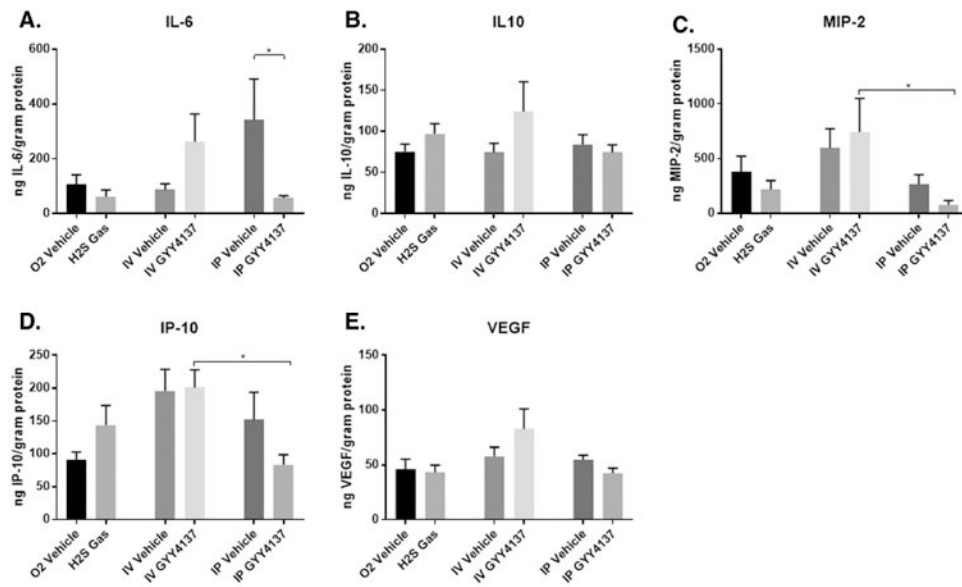 A.
IL-6
ng IL-6/gram protein
600
400
200
0
*
O2 Vehicle
H2S Gas
IV Vehicle
IV GYY4137
IP Vehicle
IP GYY4137
B.
IL10
ng IL-10/gram protein
200
150
100
50
0
O2 Vehicle
H2S Gas
IV Vehicle
IV GYY4137
IP Vehicle
IP GYY4137
C.
MIP-2
ng MIP-2/gram protein
1500
1000
500
0
*
O2 Vehicle
H2S Gas
IV Vehicle
IV GYY4137
IP Vehicle
IP GYY4137
D.
IP-10
ng IP-10/gram protein
250
200
150
100
50
0
*
O2 Vehicle
H2S Gas
IV Vehicle
IV GYY4137
IP Vehicle
IP GYY4137
E.
VEGF
ng VEGF/gram protein
150
100
50
0
O2 Vehicle
H2S Gas
IV Vehicle
IV GYY4137
IP Vehicle
IP GYY4137